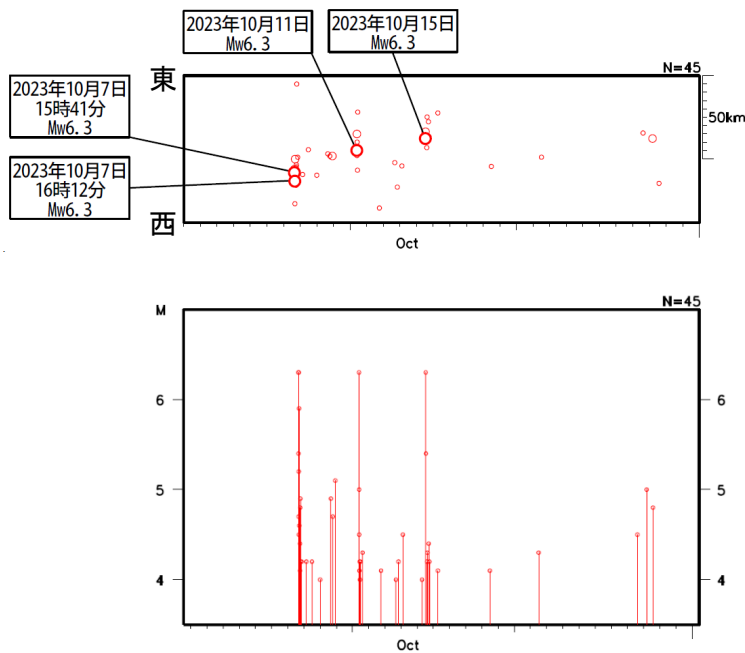 2023年10月11日
Mw6.3
2023年10月15日
Mw6.3
東
N=45
2023年10月7日
15時41分
Mw6.3
50km
2023年10月7日
16時12分
Mw6.3
西
Oct
M
N=45
6
6
5
5
4
4
Oct